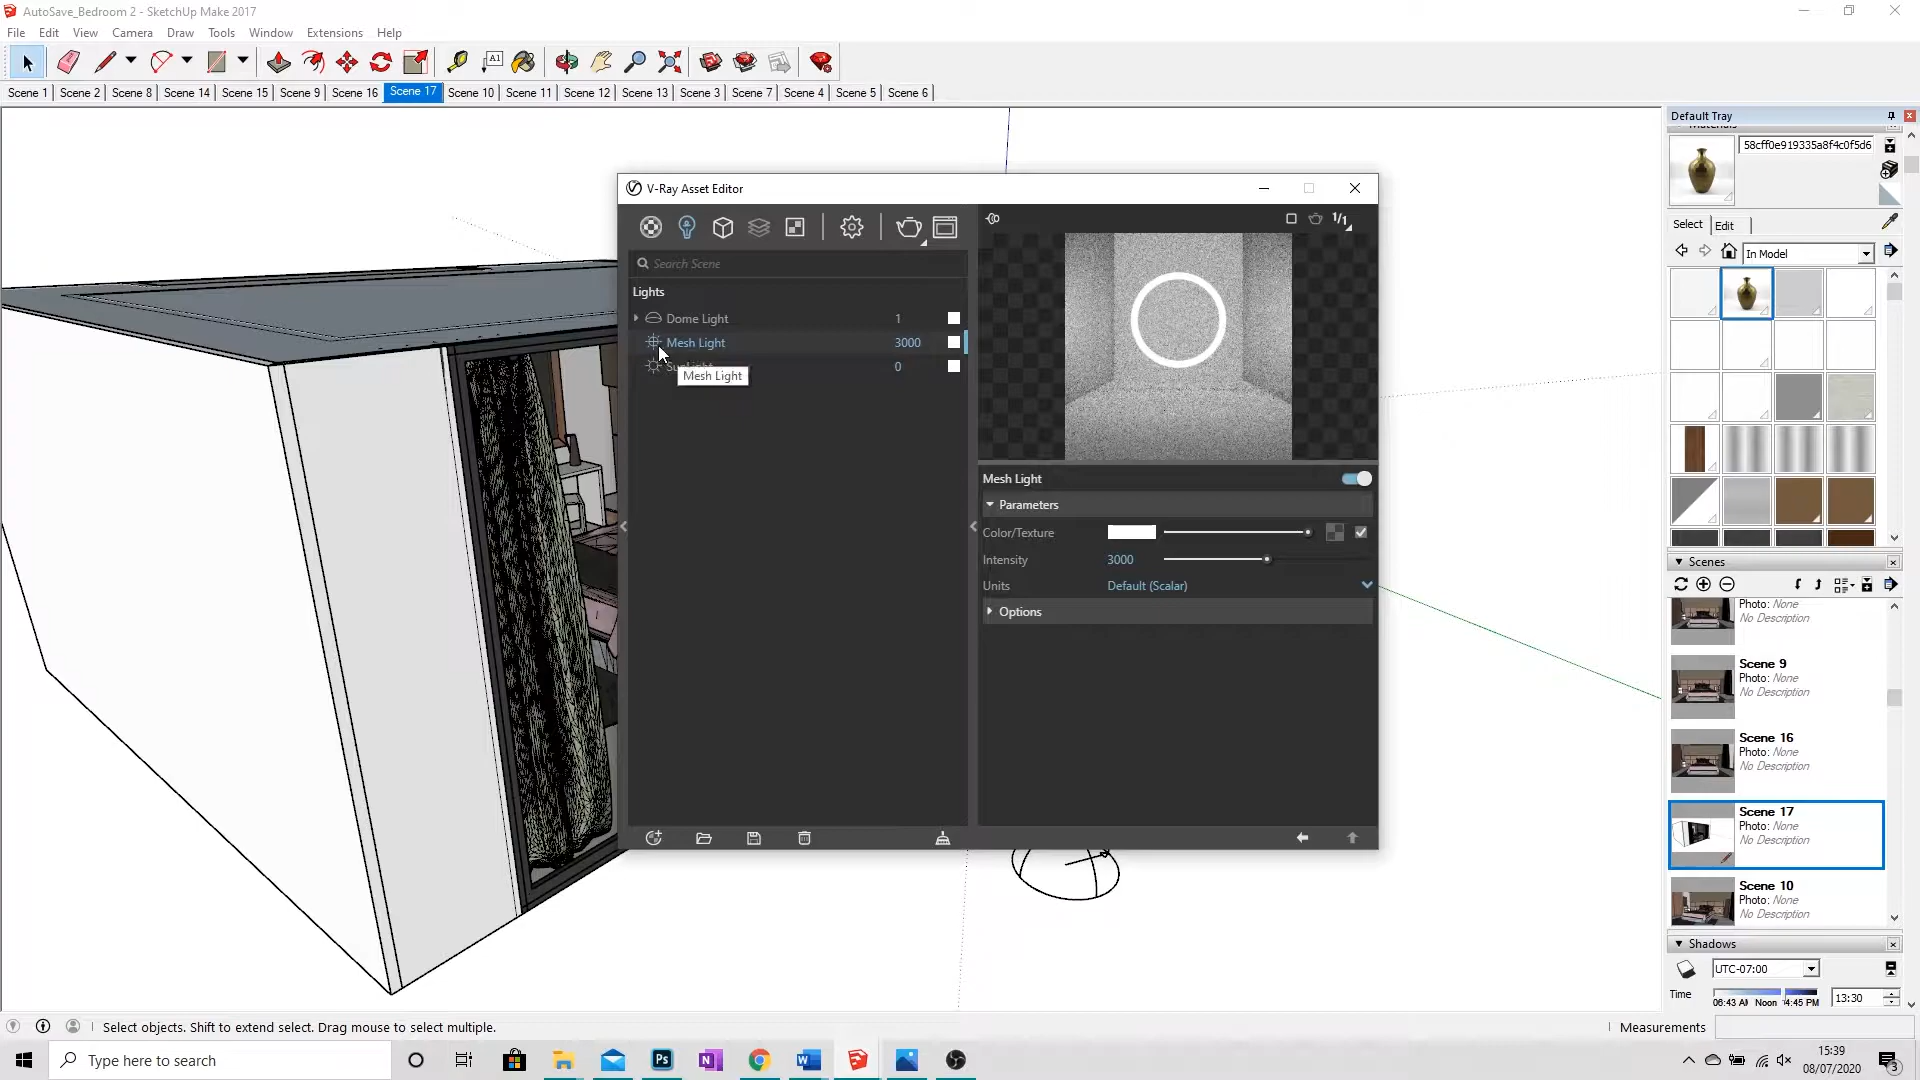 AutoSave_Bedroom 2 - SketchUp Make 2017
File Edit View Camera Draw Tools Window Extensions Help
A1
Scene 1 Scene 2 Scene 8 Scene 14 Scene 15 Scene 9 Scene 16 Scene 17 Scene 10 Scene 11 Scene 12 Scene 13 Scene 3 Scene 7 Scene 4 Scene 5 Scene 6
Default Tray
58cff0e919335a8f4c0f5d6
Select Edit
In Model
V-Ray Asset Editor
Search Scene
1/1
Lights
Dome Light 1
Mesh Light 3000
0
Mesh Light
Mesh Light
Parameters
Color/Texture
Intensity 3000
Units Default (Scalar)
Options
Scenes
Photo: None
No Description
Scene 9
Photo: None
No Description
Scene 16
Photo: None
No Description
Scene 17
Photo: None
No Description
Scene 10
Photo: None
No Description
Shadows
UTC-07:00
Time 06:43 AM Noon 4:45 PM 13:30
Select objects. Shift to extend select. Drag mouse to select multiple.
Measurements
Type here to search
Ps
15:39
08/07/2020
3